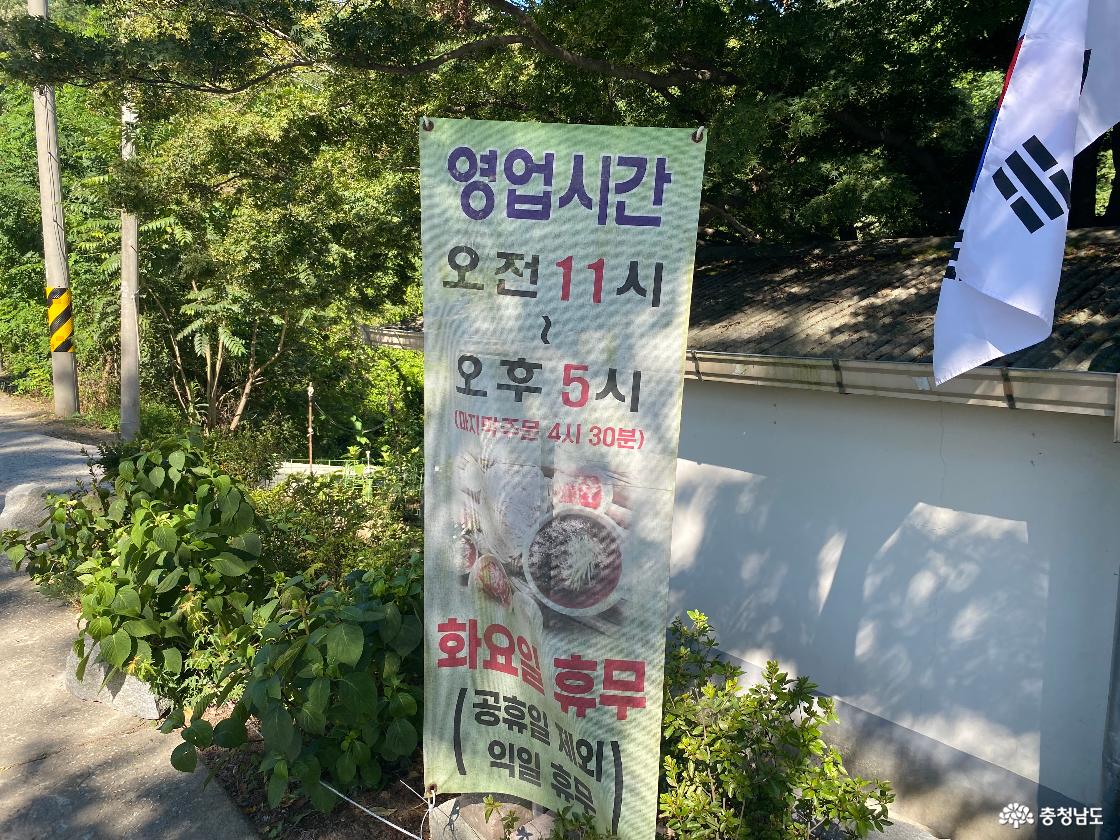 영업시간
오전 11시
~
오후 5시
(마지막주문 4시 30분)
화요일 휴무
(공휴일 제외
익일 휴무)
충청남도